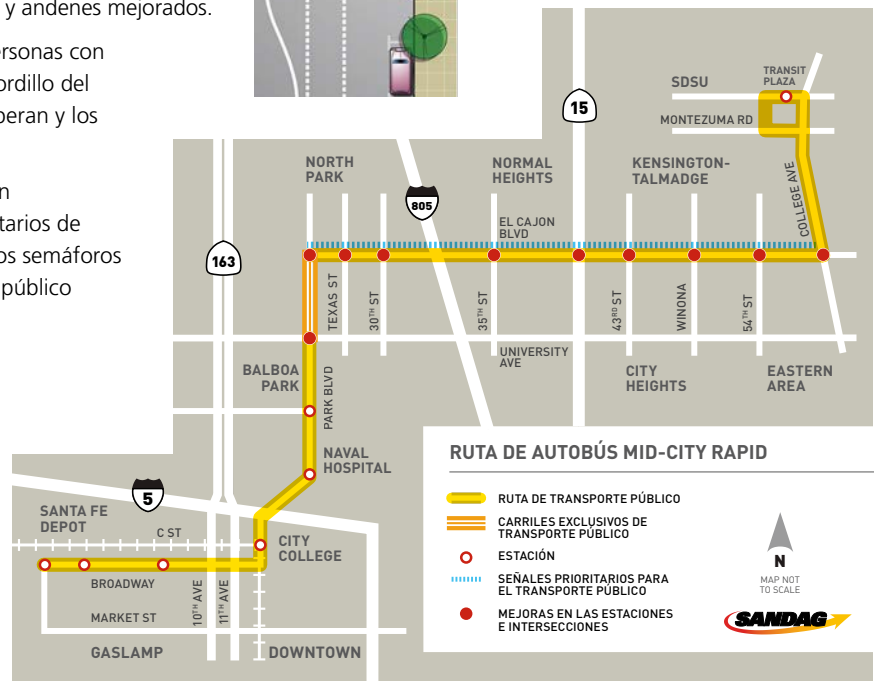 y andenes mejorados.
ersonas con
ordillo del
peran y los
n
tarios de
os semáforos
público
SDSU
TRANSIT
PLAZA
MONTEZUMA RD
15
NORTH
PARK
NORMAL
HEIGHTS
KENSINGTON-
TALMADGE
COLLEGE AVE
805
EL CAJON
BLVD
163
TEXAS ST
30TH ST
35TH ST
43RD ST
WINONA
54TH ST
UNIVERSITY
AVE
BALBOA
PARK
PARK BLVD
CITY
HEIGHTS
EASTERN
AREA
NAVAL
HOSPITAL
5
SANTA FE
DEPOT
C ST
CITY
COLLEGE
BROADWAY
10TH AVE
11TH AVE
MARKET ST
GASLAMP
DOWNTOWN
RUTA DE AUTOBÚS MID-CITY RAPID
RUTA DE TRANSPORTE PÚBLICO
CARRILES EXCLUSIVOS DE
TRANSPORTE PÚBLICO
ESTACIÓN
SEÑALES PRIORITARIOS PARA
EL TRANSPORTE PÚBLICO
MEJORAS EN LAS ESTACIONES
E INTERSECCIONES
N
MAP NOT
TO SCALE
SANDAG